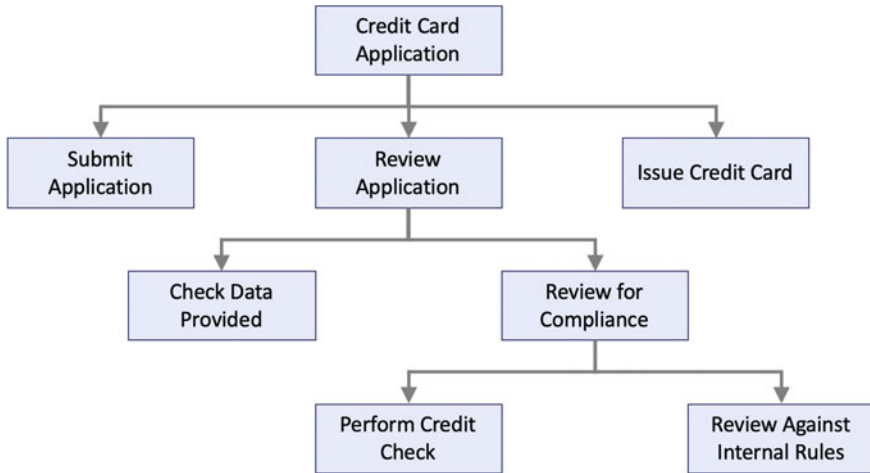 Credit Card
Application
Submit
Application
Review
Application
Issue Credit Card
Check Data
Provided
Review for
Compliance
Perform Credit
Check
Review Against
Internal Rules